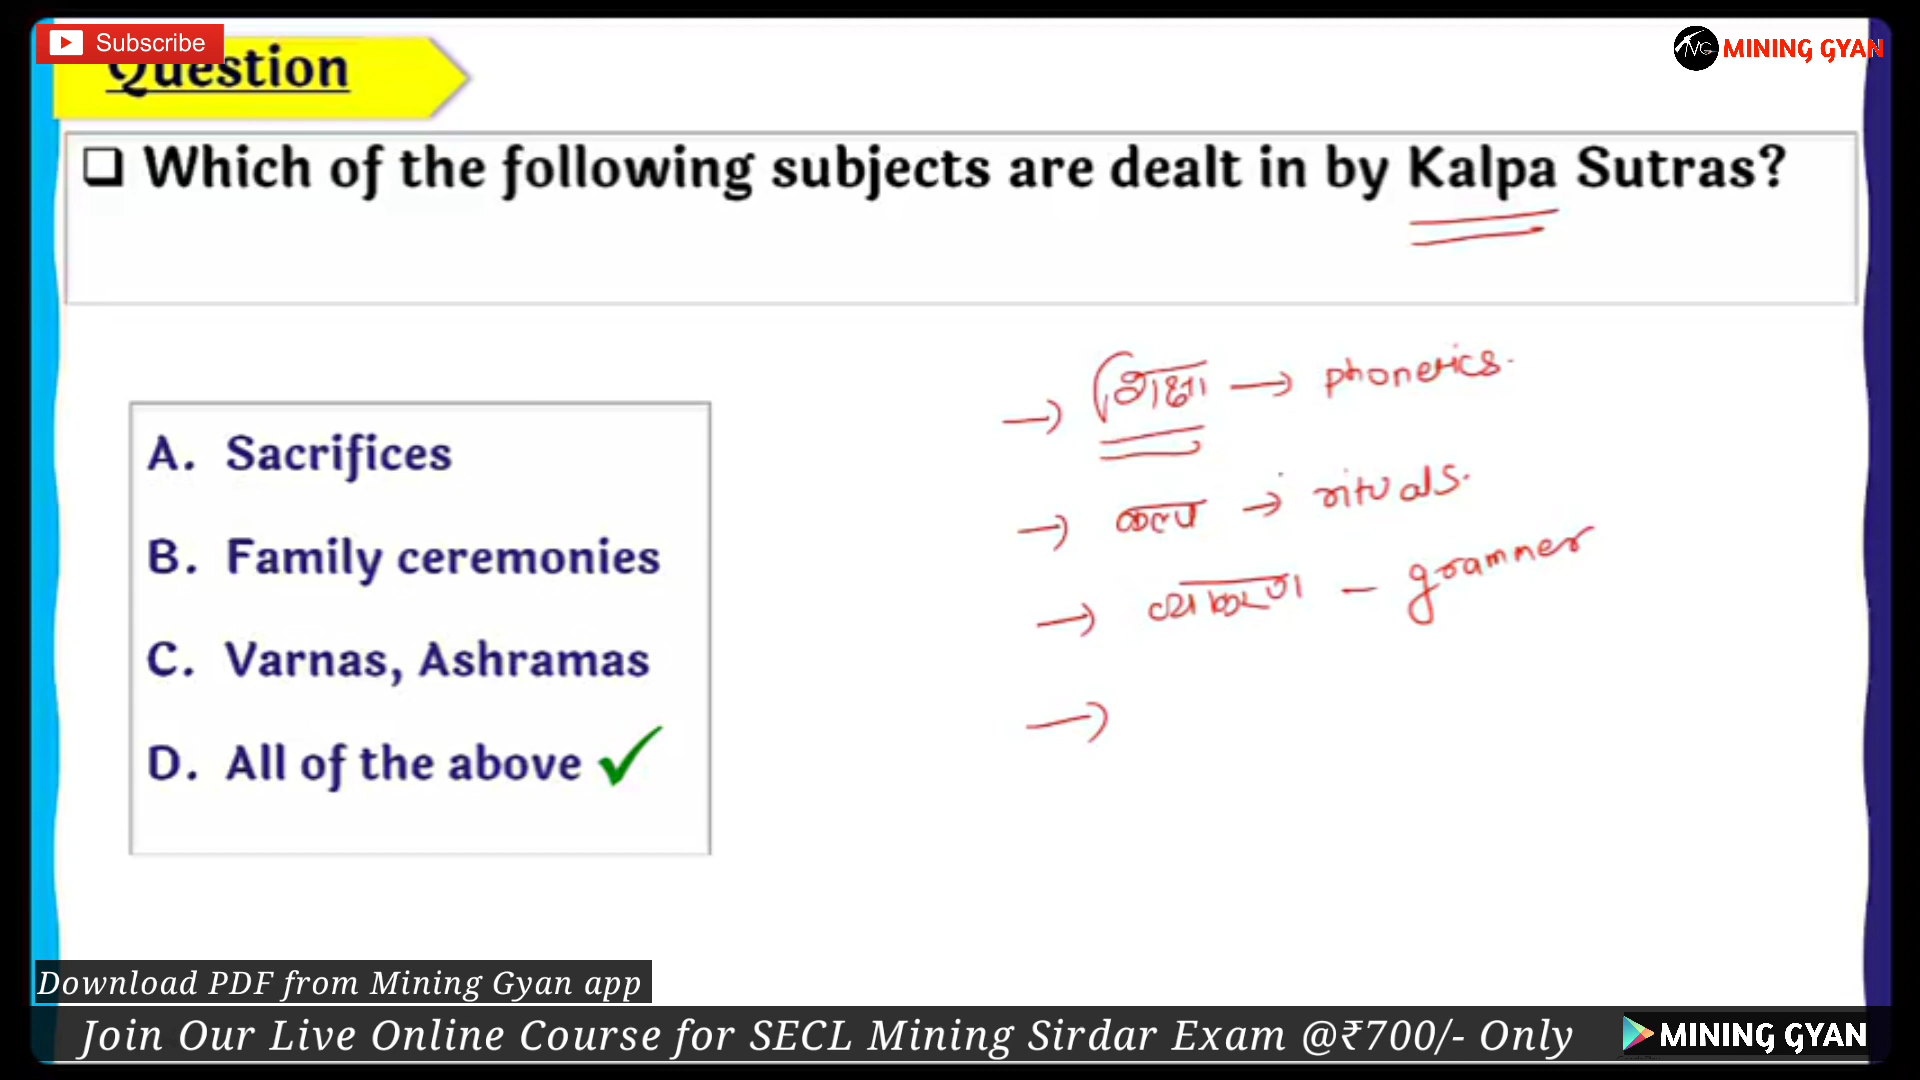 Subscribe
Question
MINING GYAN
❑ Which of the following subjects are dealt in by Kalpa Sutras?
A. Sacrifices
B. Family ceremonies
C. Varnas, Ashramas
D. All of the above ✓
→ शिक्षा → phonetics.
→ कल्प → rituals.
→ व्याकरण - grammer
→
Download PDF from Mining Gyan app
Join Our Live Online Course for SECL Mining Sirdar Exam @₹700/- Only
MINING GYAN